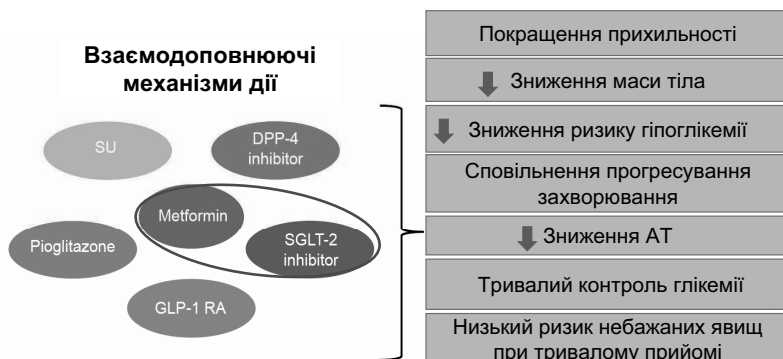 Взаємодоповнюючі
механізми дії
SU
DPP-4
inhibitor
Metformin
Pioglitazone
SGLT-2
inhibitor
GLP-1 RA
Покращення прихильності
Зниження маси тіла
Зниження ризику гіпоглікемії
Сповільнення прогресування
захворювання
Зниження АТ
Тривалий контроль глікемії
Низький ризик небажаних явищ
при тривалому прийомі